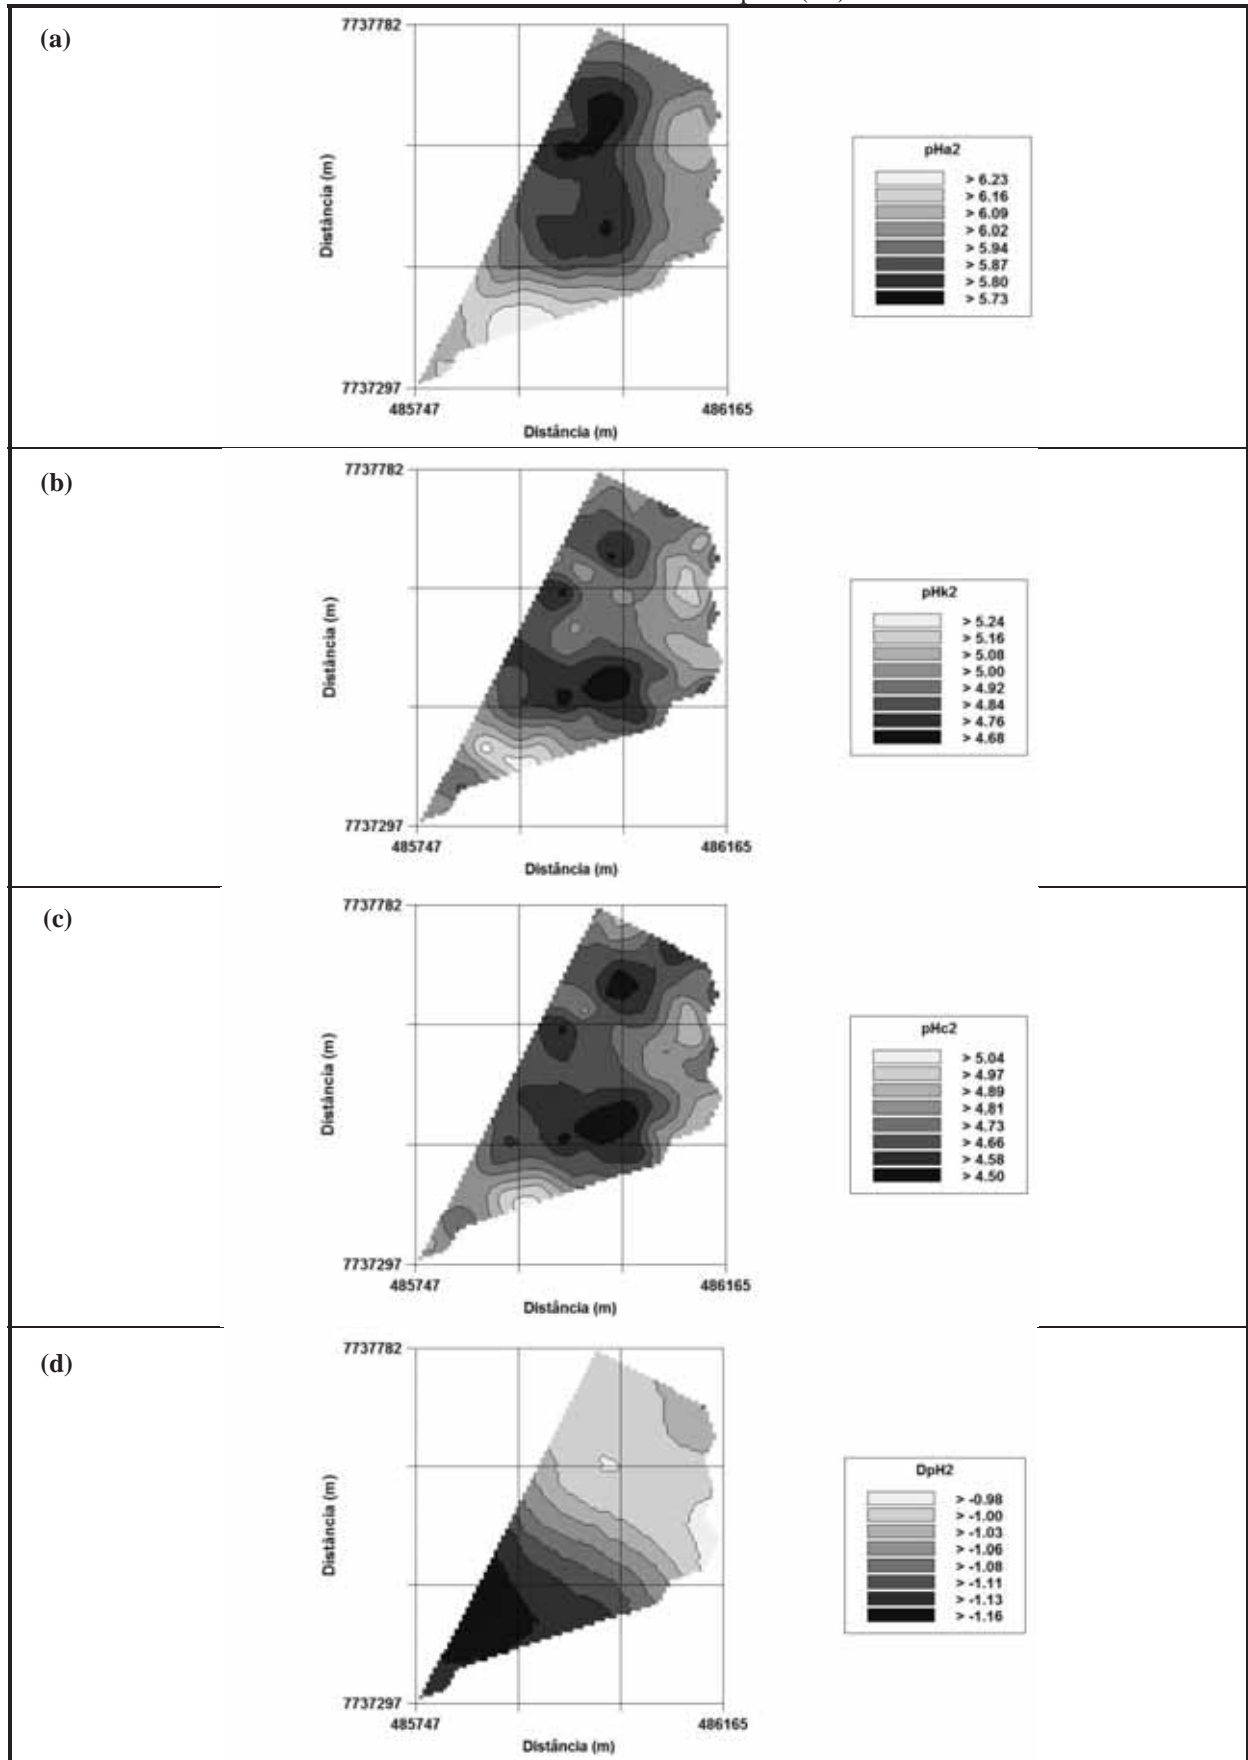 (a)
7737782
Distância (m)
7737297
485747 486165
Distância (m)
pHa2
> 6.23
> 6.16
> 6.09
> 6.02
> 5.94
> 5.87
> 5.80
> 5.73
(b)
7737782
Distância (m)
7737297
485747 486165
Distância (m)
pHk2
> 5.24
> 5.16
> 5.08
> 5.00
> 4.92
> 4.84
> 4.76
> 4.68
(c)
7737782
Distância (m)
7737297
485747 486165
Distância (m)
pHc2
> 5.04
> 4.97
> 4.89
> 4.81
> 4.73
> 4.66
> 4.58
> 4.50
(d)
7737782
Distância (m)
7737297
485747 486165
Distância (m)
DpH2
> -0.98
> -1.00
> -1.03
> -1.06
> -1.08
> -1.11
> -1.13
> -1.16